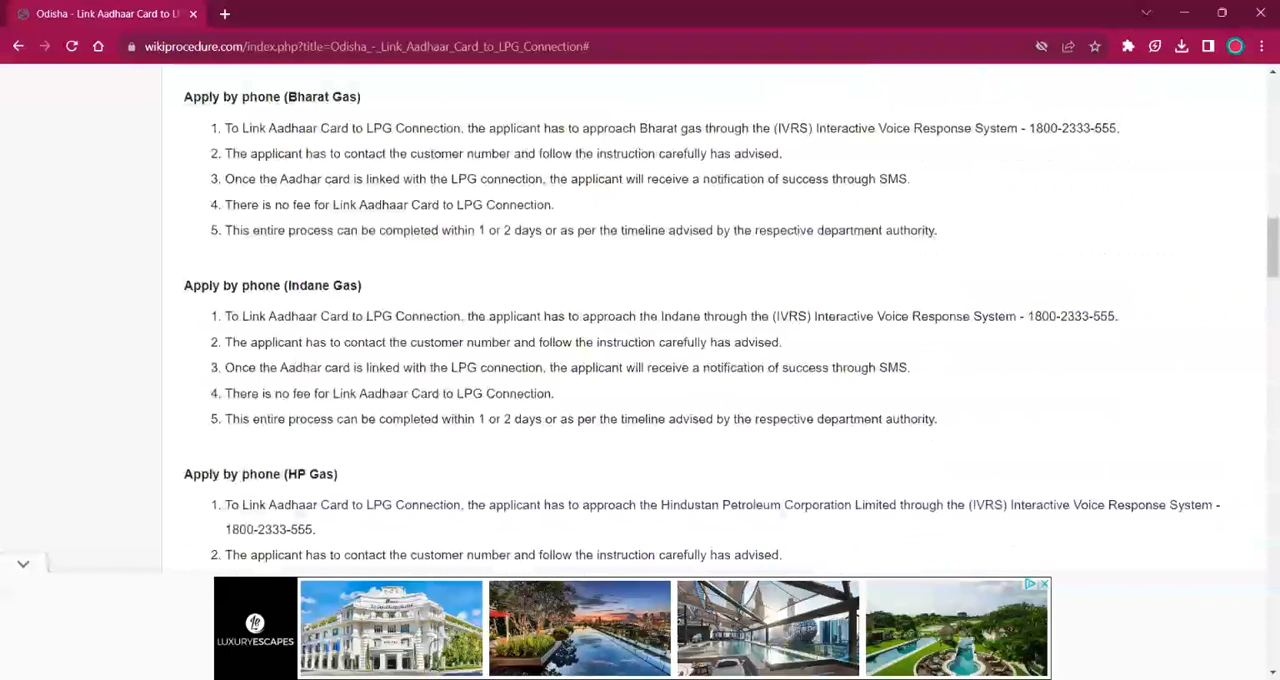 Odisha - Link Aadhaar Card to L
wikiprocedure.com/index.php?title=Odisha_-_Link_Aadhaar_Card_to_LPG_Connection#
Apply by phone (Bharat Gas)
1. To Link Aadhaar Card to LPG Connection, the applicant has to approach Bharat gas through the (IVRS) Interactive Voice Response System - 1800-2333-555.
2. The applicant has to contact the customer number and follow the instruction carefully has advised.
3. Once the Aadhar card is linked with the LPG connection, the applicant will receive a notification of success through SMS.
4. There is no fee for Link Aadhaar Card to LPG Connection.
5. This entire process can be completed within 1 or 2 days or as per the timeline advised by the respective department authority.
Apply by phone (Indane Gas)
1. To Link Aadhaar Card to LPG Connection, the applicant has to approach the Indane through the (IVRS) Interactive Voice Response System - 1800-2333-555.
2. The applicant has to contact the customer number and follow the instruction carefully has advised.
3. Once the Aadhar card is linked with the LPG connection, the applicant will receive a notification of success through SMS.
4. There is no fee for Link Aadhaar Card to LPG Connection.
5. This entire process can be completed within 1 or 2 days or as per the timeline advised by the respective department authority.
Apply by phone (HP Gas)
1. To Link Aadhaar Card to LPG Connection, the applicant has to approach the Hindustan Petroleum Corporation Limited through the (IVRS) Interactive Voice Response System -
1800-2333-555.
2. The applicant has to contact the customer number and follow the instruction carefully has advised.
LE
LUXURYESCAPES